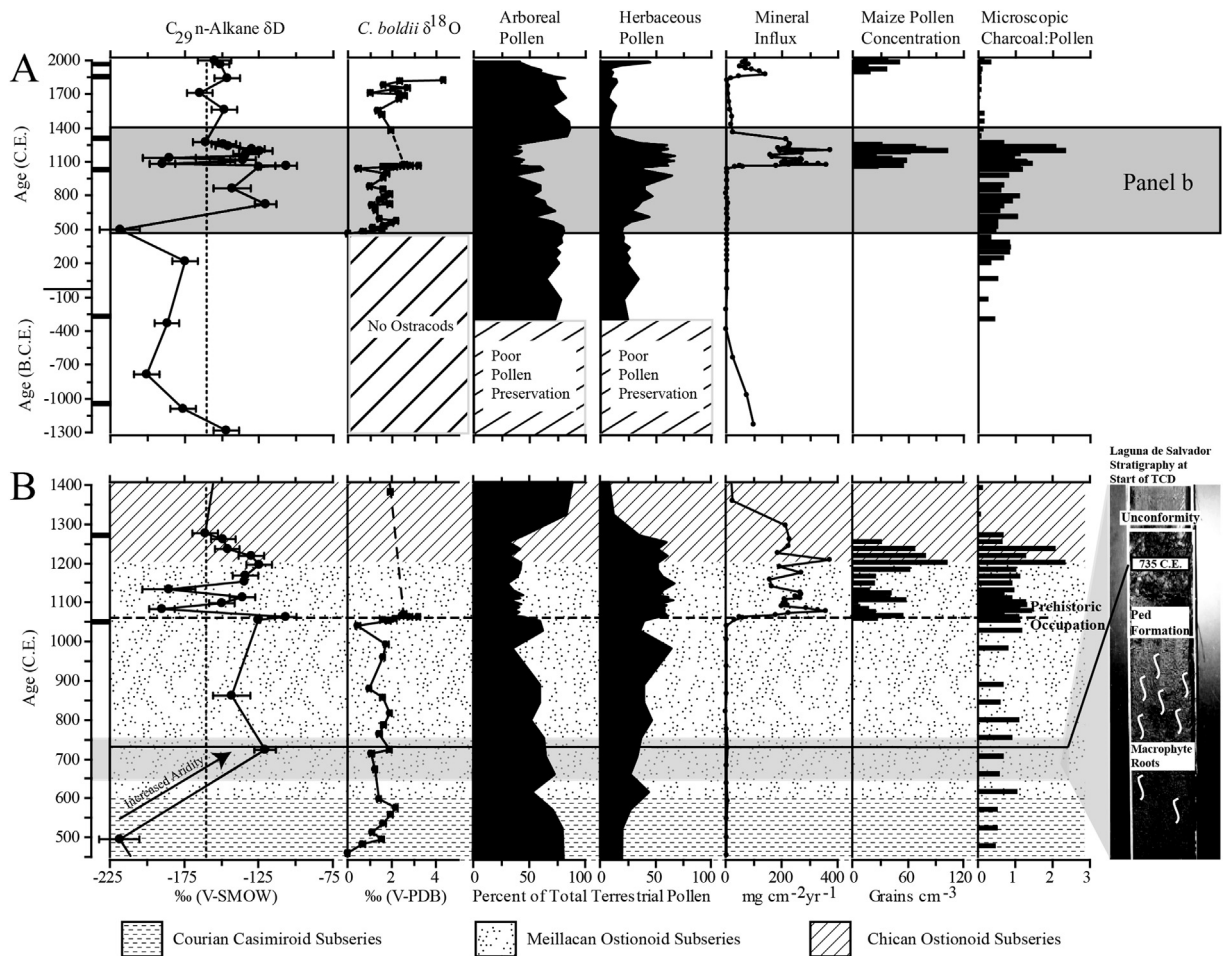 C29 n-Alkane δD
C. boldii δ18O
Arboreal
Pollen
Herbaceous
Pollen
Mineral
Influx
Maize Pollen
Concentration
Microscopic
Charcoal:Pollen
A
2000
1700
1400
1100
800
500
200
-100
-400
-700
-1000
-1300
Age (C.E.)
Age (B.C.E.)
Panel b
No Ostracods
Poor
Pollen
Preservation
Poor
Pollen
Preservation
B
1400
1300
1200
1100
1000
900
800
700
600
500
Age (C.E.)
Increased Aridity
Prehistoric
Occupation
Laguna de Salvador
Stratigraphy at
Start of TCD
Unconformity
735 C.E.
Ped
Formation
Macrophyte
Roots
-225 -175 -125 -75
0 1 2 3 4 5
0 50 100
0 50 100
0 200 400
0 60 120
0 1 2 3
‰ (V-SMOW)
‰ (V-PDB)
Percent of Total Terrestrial Pollen
mg cm-2yr-1
Grains cm-3
Courian Casimiroid Subseries
Meillacan Ostionoid Subseries
Chican Ostionoid Subseries